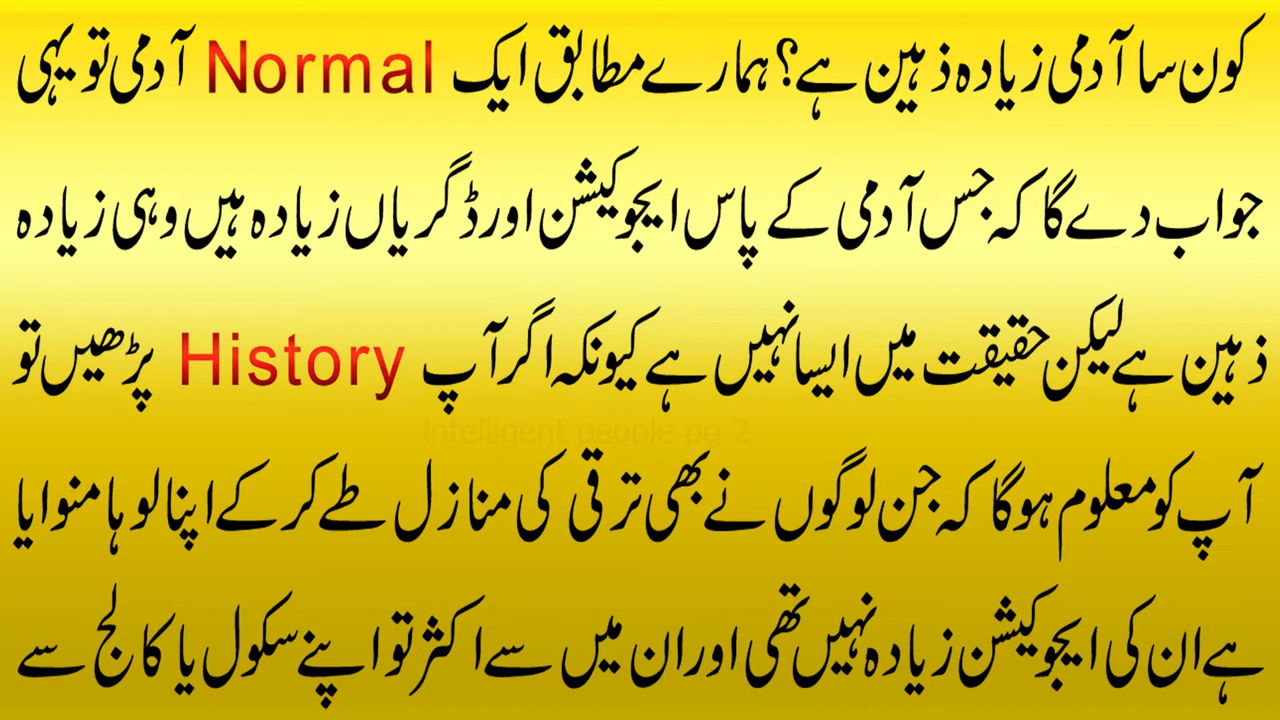 کون سا آدمی زیادہ ذہین ہے؟ ہمارے مطابق ایک Normal آدمی تو یہی
جواب دے گا کہ جس آدمی کے پاس ایجوکیشن اور ڈگریاں زیادہ ہیں وہی زیادہ
ذہین ہے لیکن حقیقت میں ایسا نہیں ہے کیونکہ اگر آپ History پڑھیں تو
intelligent people pg 2
آپ کو معلوم ہوگا کہ جن لوگوں نے بھی ترقی کی منازل طے کر کے اپنا لوہا منوایا
ہے ان کی ایجوکیشن زیادہ نہیں تھی اور ان میں سے اکثر تو اپنے سکول یا کالج سے